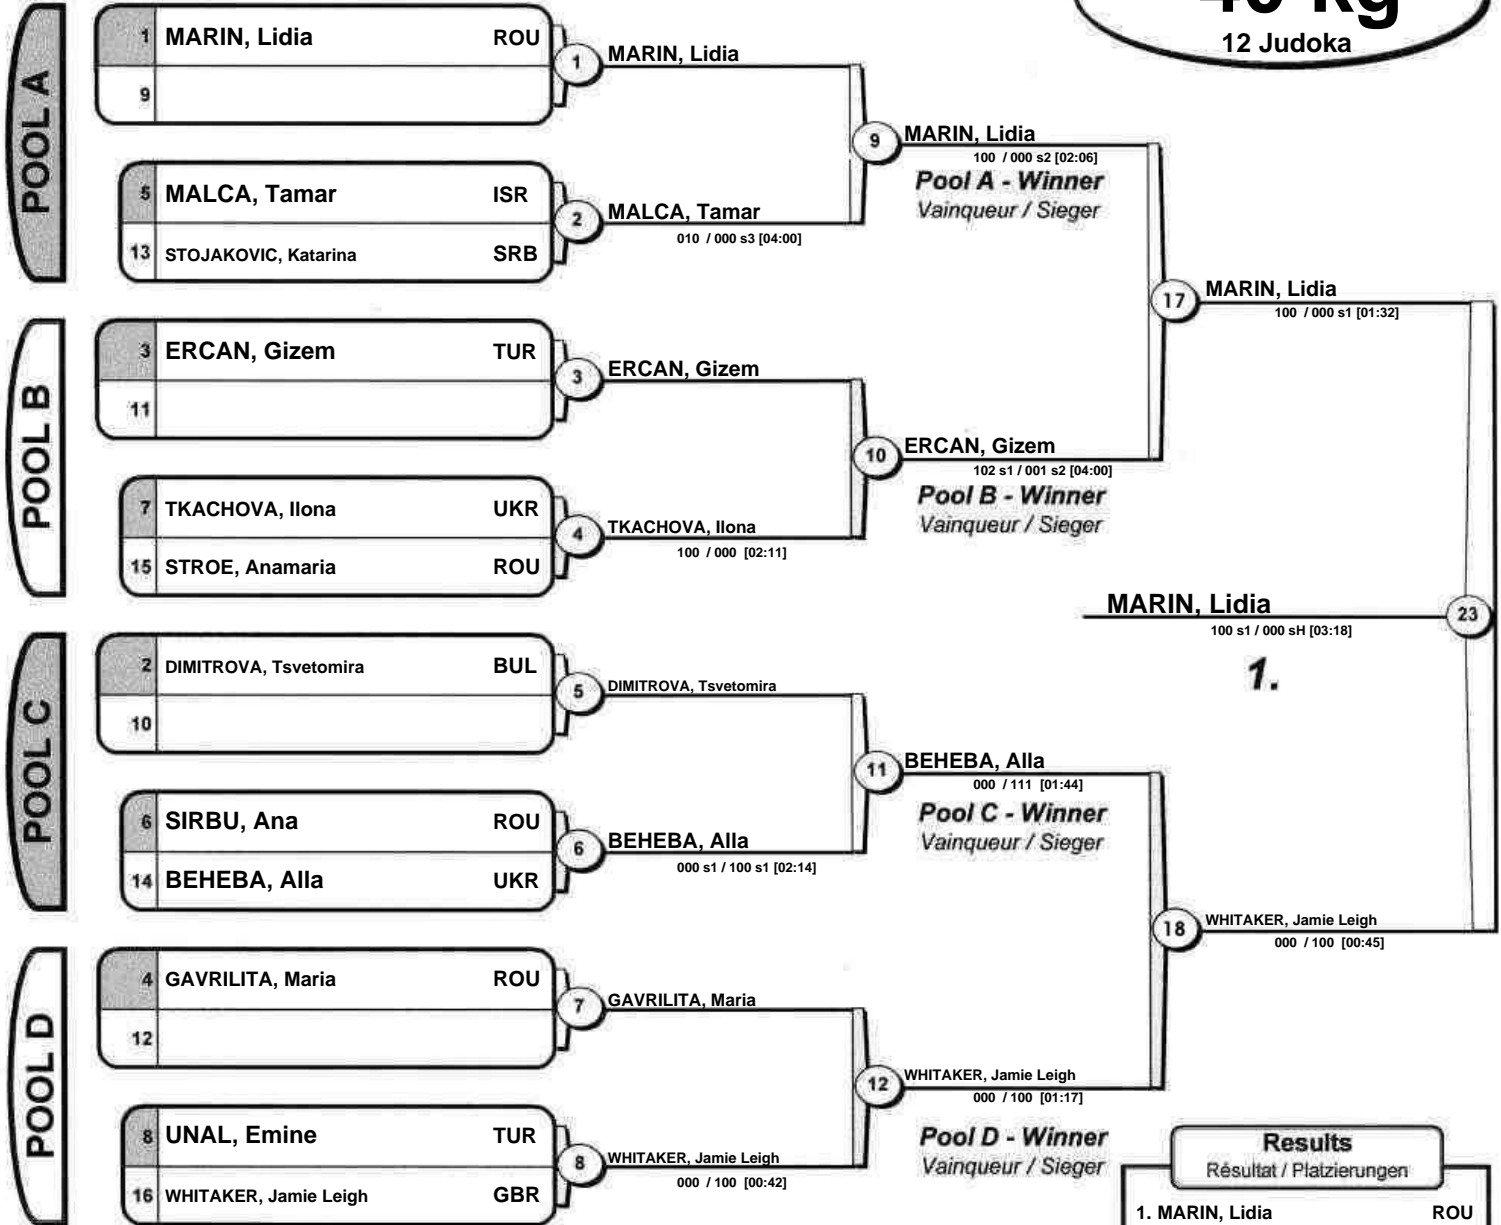 12 Judoka
POOL A
1 MARIN, Lidia ROU
9
1
MARIN, Lidia
5 MALCA, Tamar ISR
13 STOJAKOVIC, Katarina SRB
2
MALCA, Tamar
010 / 000 s3 [04:00]
9
MARIN, Lidia
100 / 000 s2 [02:06]
Pool A - Winner
Vainqueur / Sieger
POOL B
3 ERCAN, Gizem TUR
11
3
ERCAN, Gizem
7 TKACHOVA, Ilona UKR
15 STROE, Anamaria ROU
4
TKACHOVA, Ilona
100 / 000 [02:11]
10
ERCAN, Gizem
102 s1 / 001 s2 [04:00]
Pool B - Winner
Vainqueur / Sieger
17
MARIN, Lidia
100 / 000 s1 [01:32]
MARIN, Lidia
100 s1 / 000 sH [03:18]
23
1.
POOL C
2 DIMITROVA, Tsvetomira BUL
10
5
DIMITROVA, Tsvetomira
6 SIRBU, Ana ROU
14 BEHEBA, Alla UKR
6
BEHEBA, Alla
000 s1 / 100 s1 [02:14]
11
BEHEBA, Alla
000 / 111 [01:44]
Pool C - Winner
Vainqueur / Sieger
18
WHITAKER, Jamie Leigh
000 / 100 [00:45]
POOL D
4 GAVRILITA, Maria ROU
12
7
GAVRILITA, Maria
8 UNAL, Emine TUR
16 WHITAKER, Jamie Leigh GBR
8
WHITAKER, Jamie Leigh
000 / 100 [00:42]
12
WHITAKER, Jamie Leigh
000 / 100 [01:17]
Pool D - Winner
Vainqueur / Sieger
Results
Résultat / Platzierungen
1. MARIN, Lidia ROU